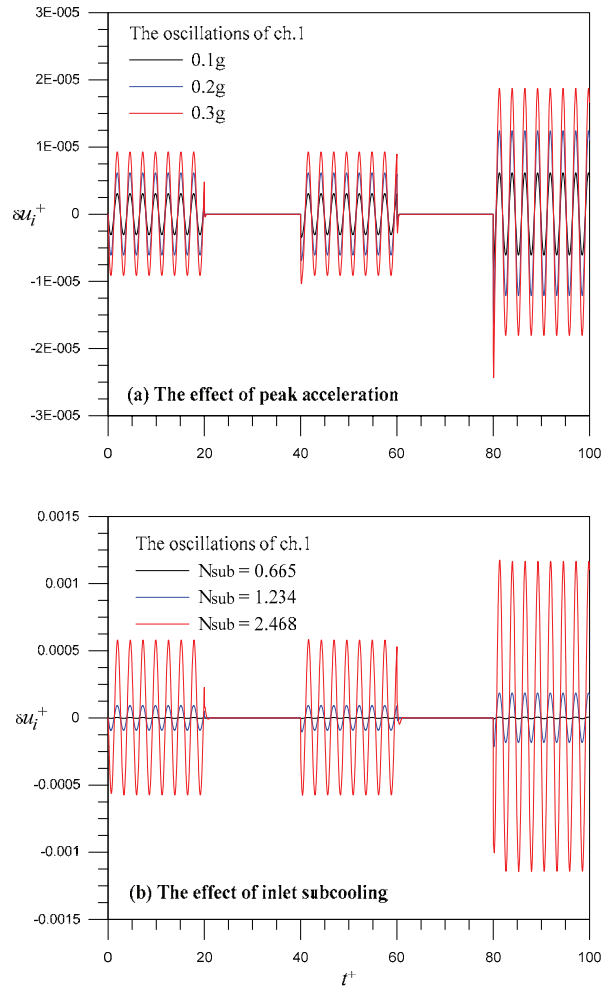 3E-005
The oscillations of ch.1
0.1g
0.2g
0.3g
2E-005
1E-005
δui+
0
-1E-005
-2E-005
(a) The effect of peak acceleration
-3E-005
0 20 40 60 80 100
0.0015
The oscillations of ch.1
Nsub = 0.665
Nsub = 1.234
Nsub = 2.468
0.001
0.0005
δui+
0
-0.0005
-0.001
(b) The effect of inlet subcooling
-0.0015
0 20 40 60 80 100
t+